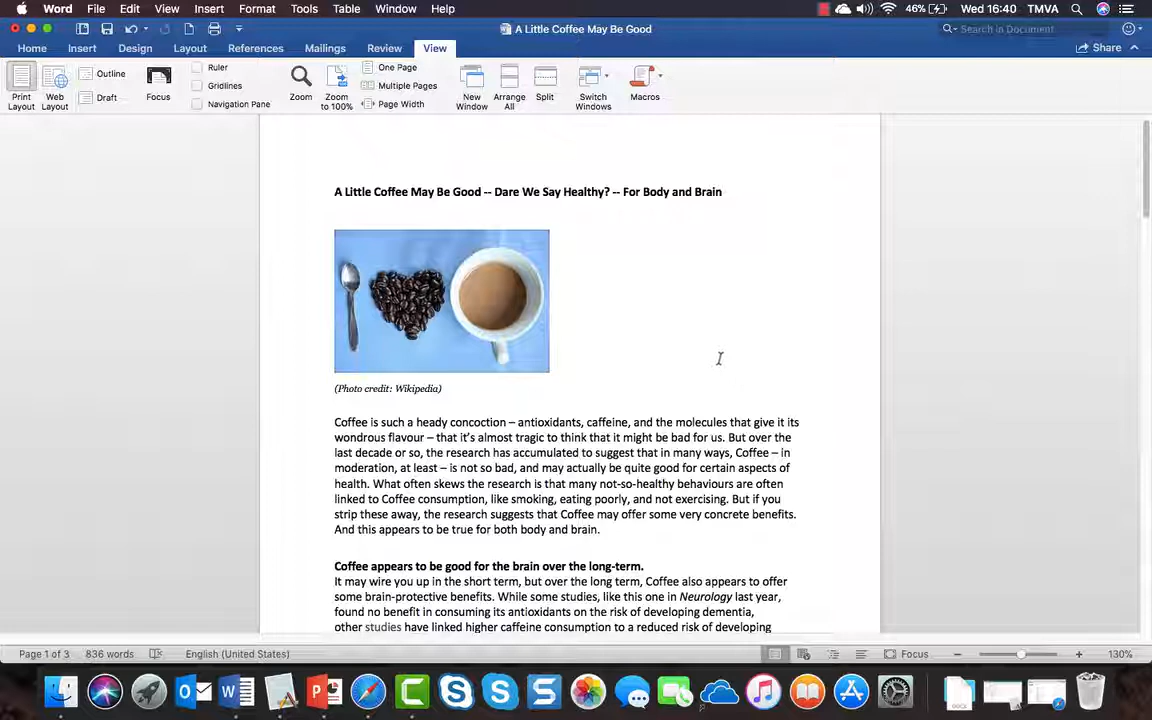 Word File Edit View Insert Format Tools Table Window Help 46% Wed 16:40 TMVA
A Little Coffee May Be Good Search in Document
Home Insert Design Layout References Mailings Review View Share
Print Layout
Web Layout
Outline
Draft
Focus
Ruler
Gridlines
Navigation Pane
Zoom
Zoom to 100%
One Page
Multiple Pages
Page Width
New Window
Arrange All
Split
Switch Windows
Macros
A Little Coffee May Be Good -- Dare We Say Healthy? -- For Body and Brain
(Photo credit: Wikipedia)
Coffee is such a heady concoction – antioxidants, caffeine, and the molecules that give it its
wondrous flavour – that it's almost tragic to think that it might be bad for us. But over the
last decade or so, the research has accumulated to suggest that in many ways, Coffee – in
moderation, at least – is not so bad, and may actually be quite good for certain aspects of
health. What often skews the research is that many not-so-healthy behaviours are often
linked to Coffee consumption, like smoking, eating poorly, and not exercising. But if you
strip these away, the research suggests that Coffee may offer some very concrete benefits.
And this appears to be true for both body and brain.
Coffee appears to be good for the brain over the long-term.
It may wire you up in the short term, but over the long term, Coffee also appears to offer
some brain-protective benefits. While some studies, like this one in Neurology last year,
found no benefit in consuming its antioxidants on the risk of developing dementia,
other studies have linked higher caffeine consumption to a reduced risk of developing
Page 1 of 3 836 words English (United States) Focus 130%